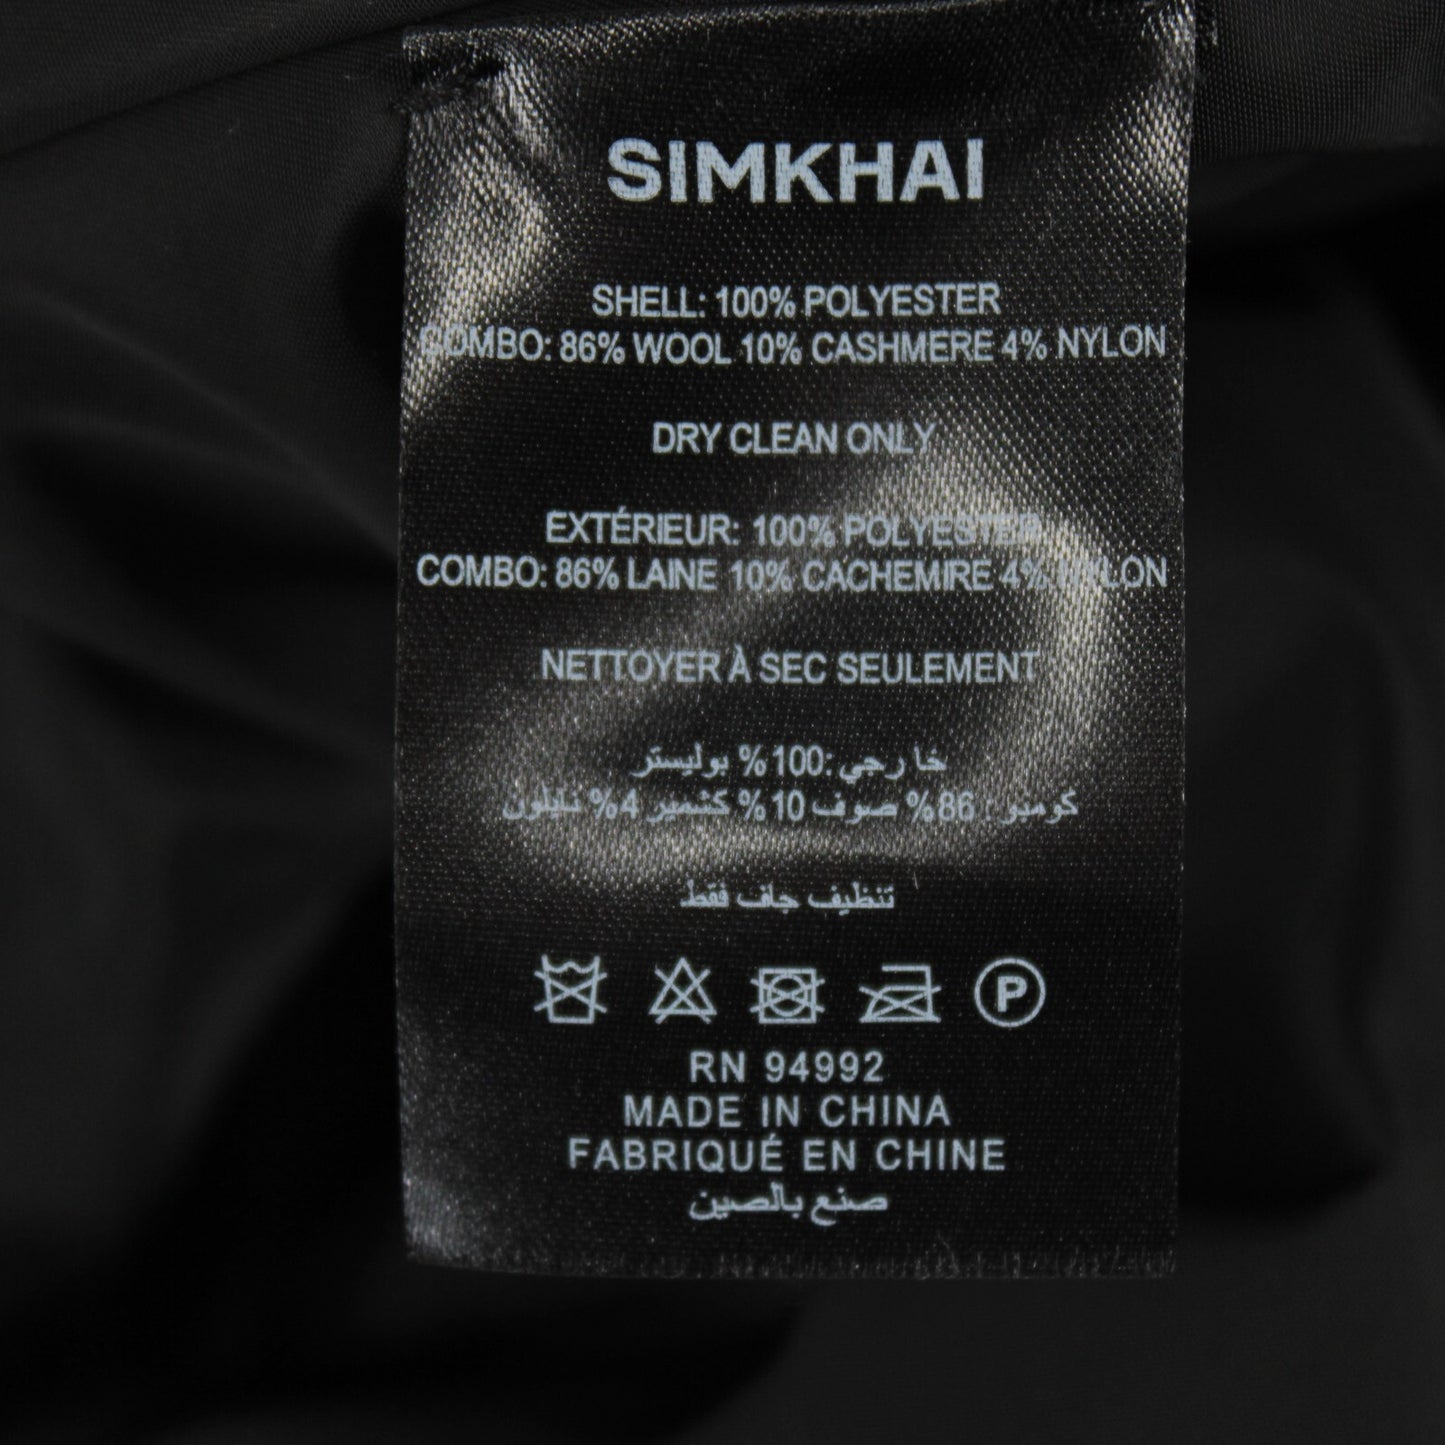 SIMKHAI
SHELL: 100% POLYESTER
COMBO: 86% WOOL 10% CASHMERE 4% NYLON
DRY CLEAN ONLY
EXTÉRIEUR: 100% POLYESTER
COMBO: 86% LAINE 10% CACHEMIRE 4% NYLON
NETTOYER À SEC SEULEMENT
خارجي:100% بوليستر
كومبو: 86% صوف 10% كشمير 4% نايلون
تنظيف جاف فقط
P
RN 94992
MADE IN CHINA
FABRIQUÉ EN CHINE
صنع بالصين